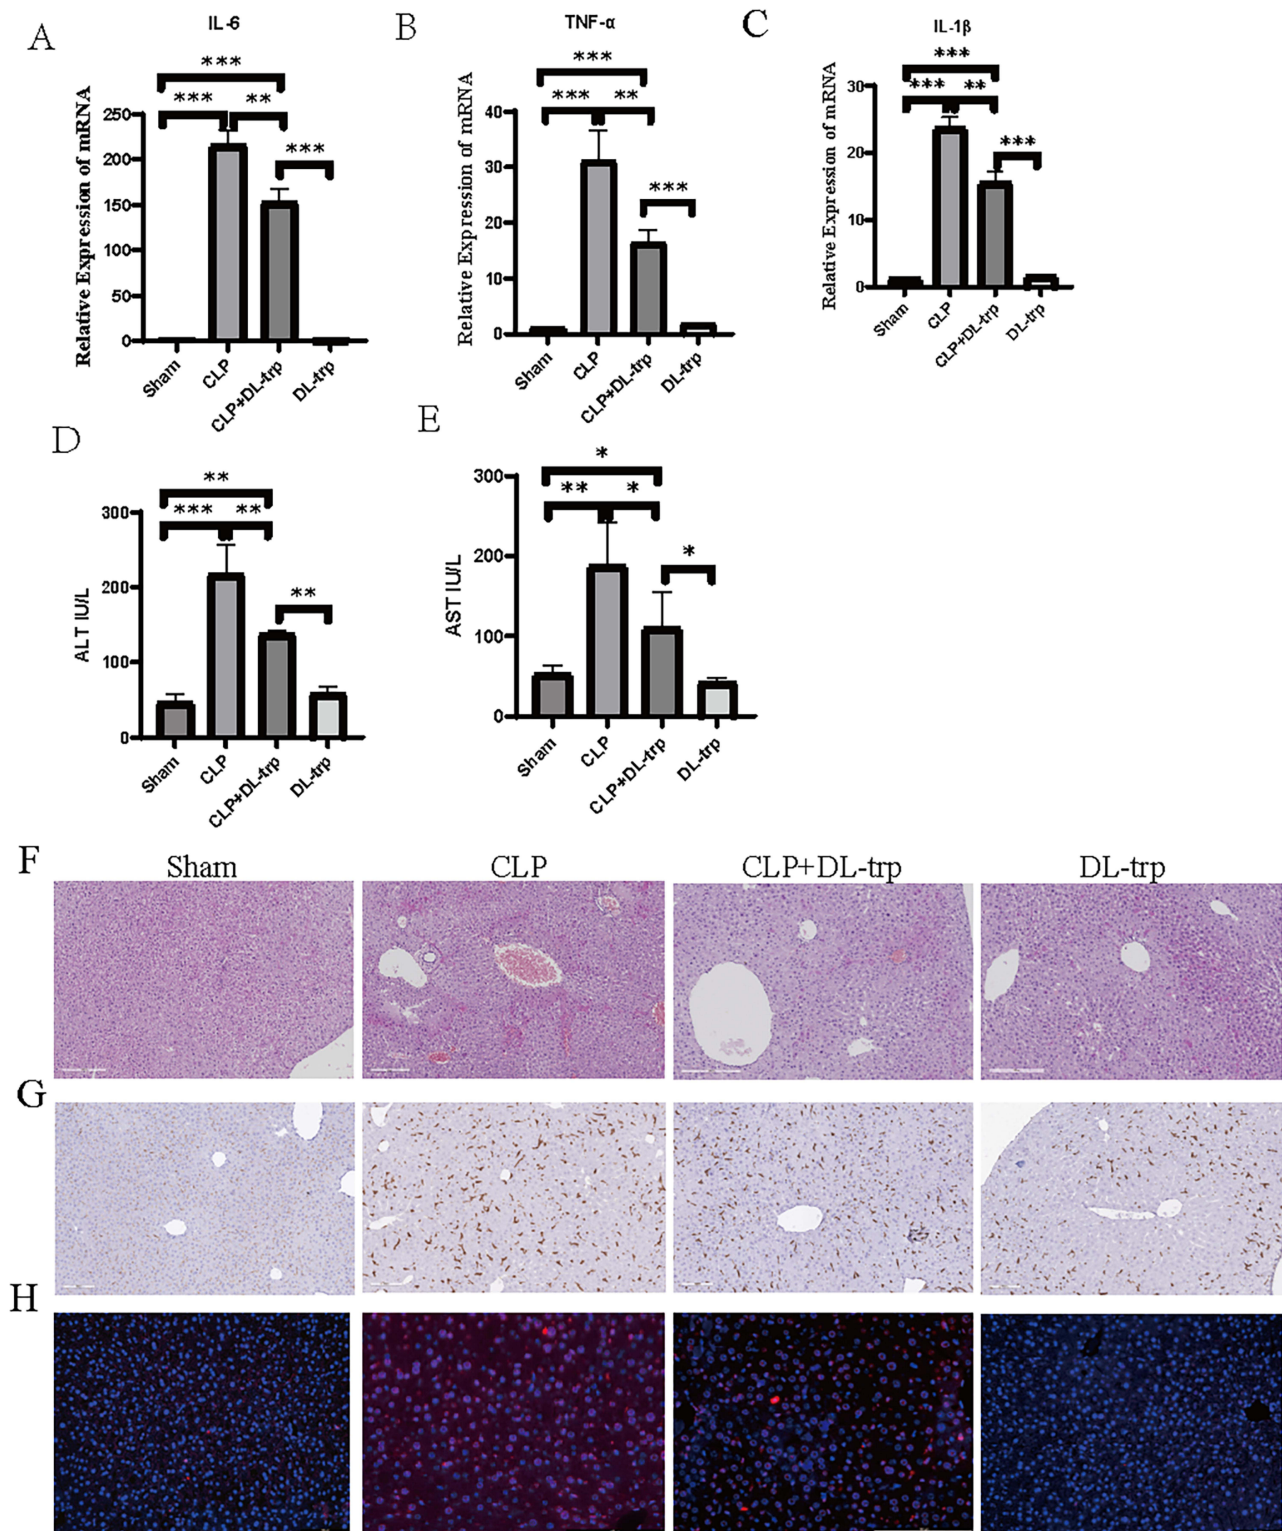 A
IL-6
Relative Expression of mRNA
***
*** **
***
250
200
150
100
50
0
Sham
CLP
CLP+DL-trp
DL-trp
B
TNF-α
Relative Expression of mRNA
***
*** **
***
40
30
20
10
0
Sham
CLP
CLP+DL-trp
DL-trp
C
IL-1β
Relative Expression of mRNA
***
*** **
***
30
20
10
0
Sham
CLP
CLP+DL-trp
DL-trp
D
ALT IU/L
**
*** **
**
300
200
100
0
Sham
CLP
CLP+DL-trp
DL-trp
E
AST IU/L
*
** *
*
300
200
100
0
Sham
CLP
CLP+DL-trp
DL-trp
F
Sham CLP CLP+DL-trp DL-trp
G
H